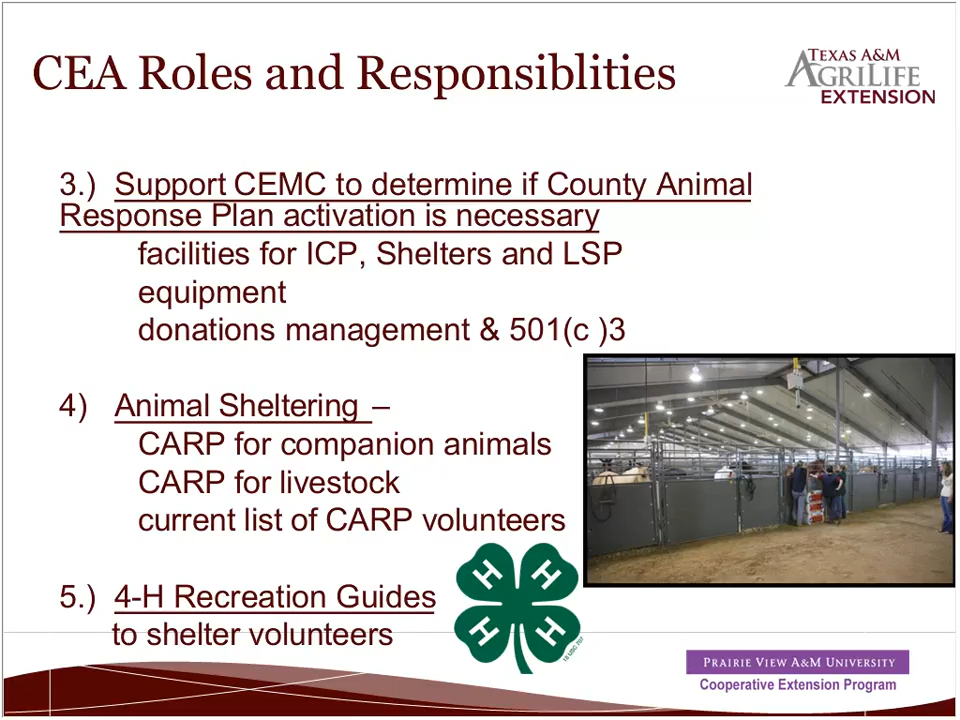 CEA Roles and Responsiblities
TEXAS A&M
AGRILIFE
EXTENSION
3.) Support CEMC to determine if County Animal
Response Plan activation is necessary
facilities for ICP, Shelters and LSP
equipment
donations management & 501(c )3
4) Animal Sheltering –
CARP for companion animals
CARP for livestock
current list of CARP volunteers
5.) 4-H Recreation Guides
to shelter volunteers
H H
H H
18 USC 707
PRAIRIE VIEW A&M UNIVERSITY
Cooperative Extension Program